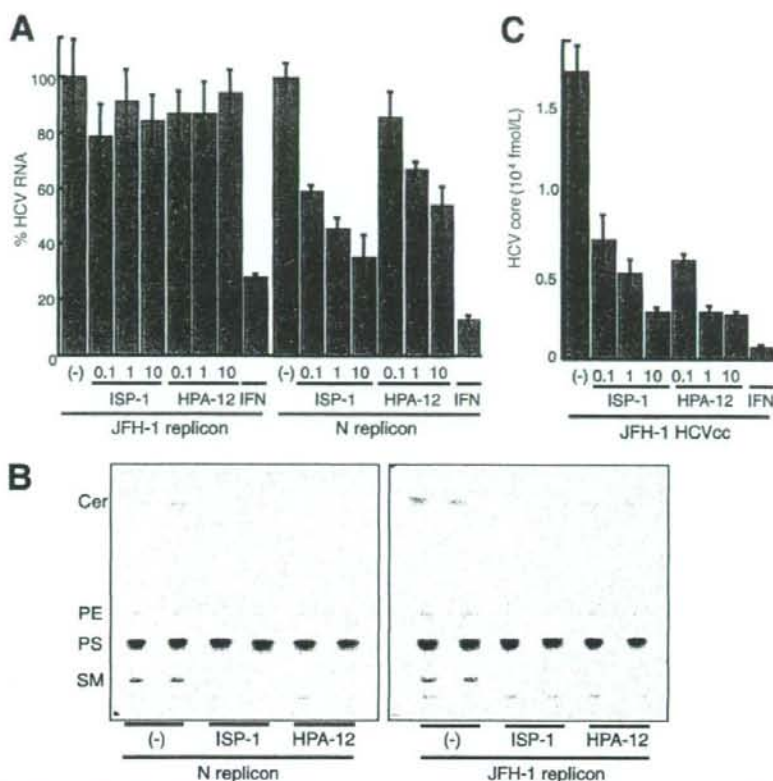 A
% HCV RNA
100
80
60
40
20
0
(-) 0.1 1 10 0.1 1 10 (-) 0.1 1 10 0.1 1 10
ISP-1 HPA-12 IFN ISP-1 HPA-12 IFN
JFH-1 replicon N replicon
C
HCV core (10⁴ fmol/L)
1.5
1.0
0.5
0
(-) 0.1 1 10 0.1 1 10
ISP-1 HPA-12 IFN
JFH-1 HCVcc
B
Cer
PE
PS
SM
(-) ISP-1 HPA-12 (-) ISP-1 HPA-12
N replicon JFH-1 replicon